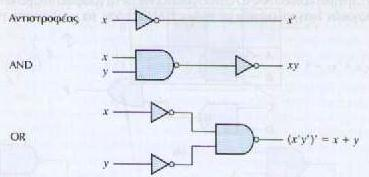 Αντιστροφέας x x'
AND x y xy
OR x y (x'y')' = x + y